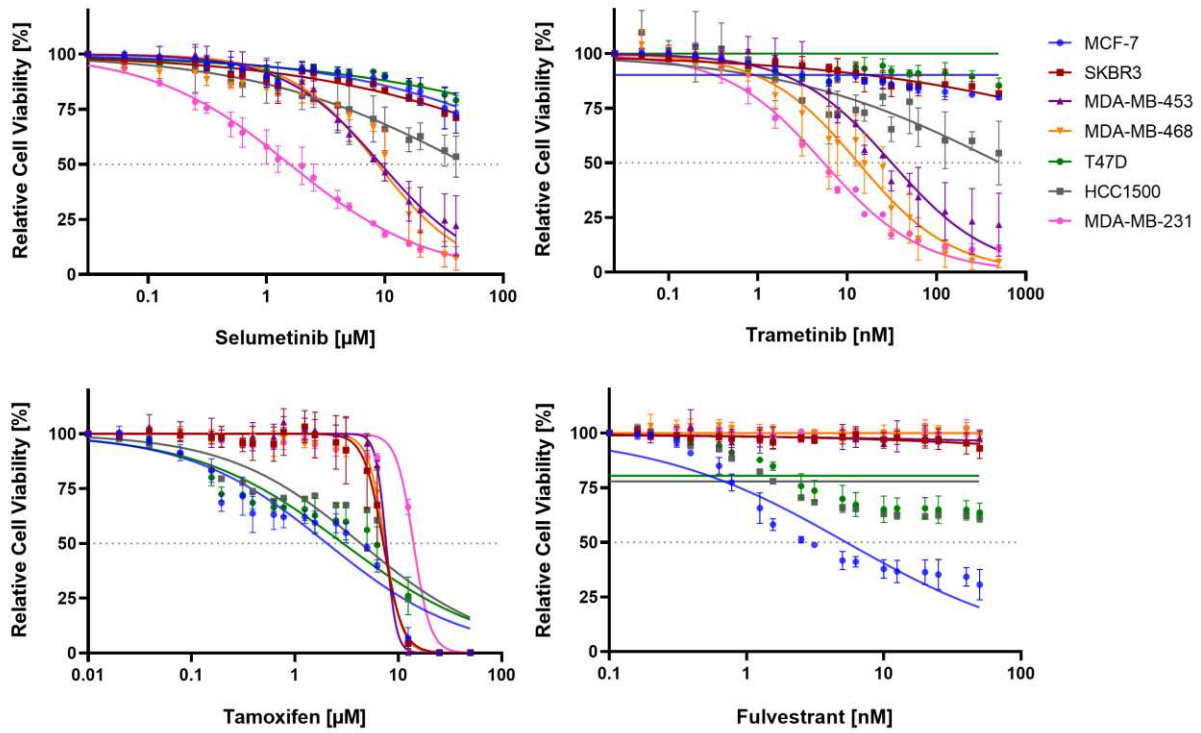 Relative Cell Viability [%]
100
75
50
25
0
0.1
1
10
100
Selumetinib [µM]
Relative Cell Viability [%]
100
75
50
25
0
0.1
1
10
100
1000
Trametinib [nM]
MCF-7
SKBR3
MDA-MB-453
MDA-MB-468
T47D
HCC1500
MDA-MB-231
Relative Cell Viability [%]
100
75
50
25
0
0.01
0.1
1
10
Tamoxifen [µM]
Relative Cell Viability [%]
100
75
50
25
0
0.1
1
10
100
Fulvestrant [nM]